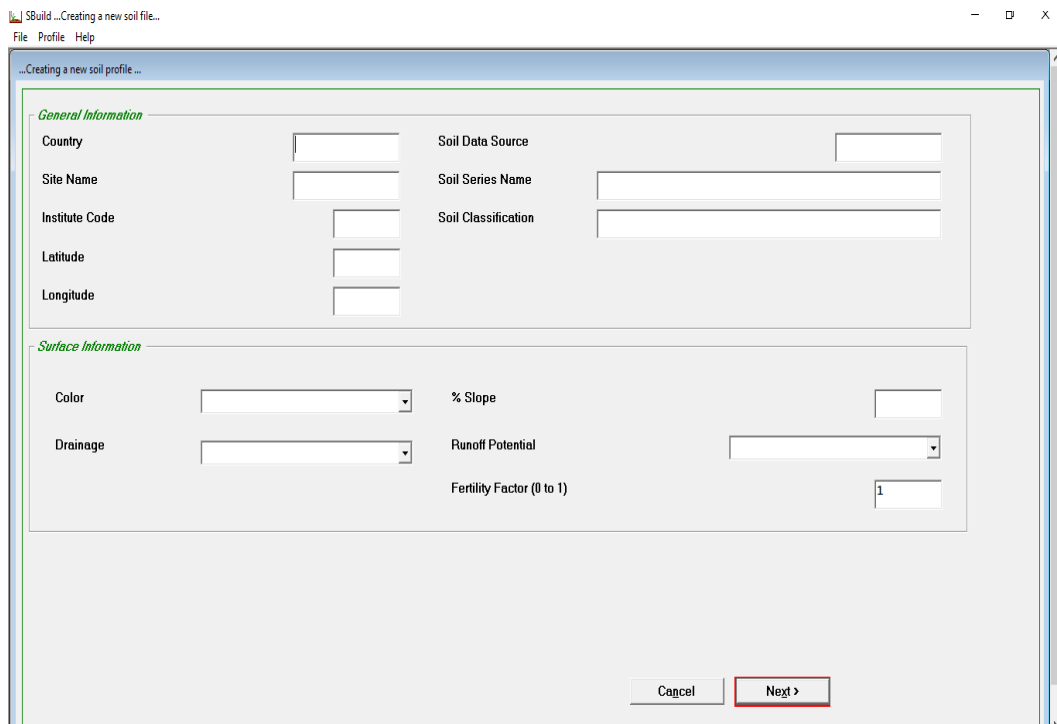 SBuild ...Creating a new soil file...
File Profile Help
...Creating a new soil profile ...
General Information
Country
Soil Data Source
Site Name
Soil Series Name
Institute Code
Soil Classification
Latitude
Longitude
Surface Information
Color
% Slope
Drainage
Runoff Potential
Fertility Factor (0 to 1)
1
Cancel
Next >